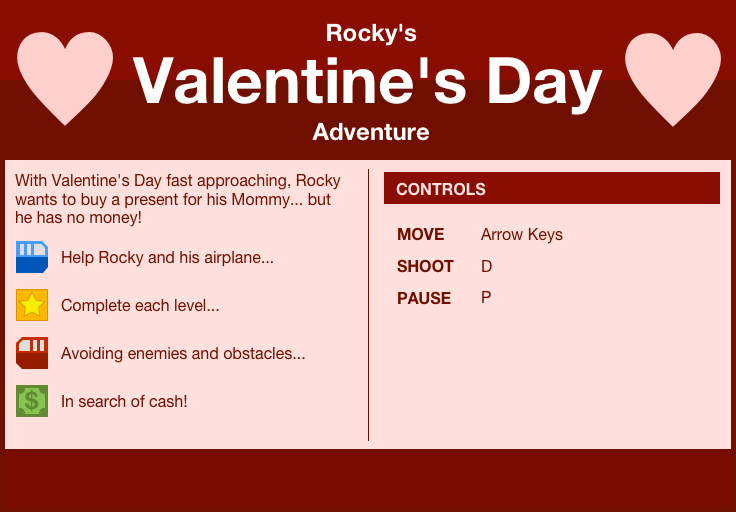 Rocky's
Valentine's Day
Adventure
With Valentine's Day fast approaching, Rocky
wants to buy a present for his Mommy... but
he has no money!
Help Rocky and his airplane...
Complete each level...
Avoiding enemies and obstacles...
$
In search of cash!
CONTROLS
MOVE Arrow Keys
SHOOT D
PAUSE P